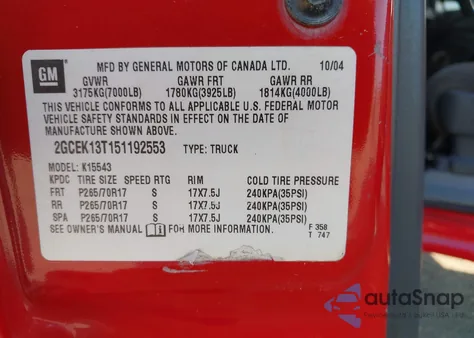 GM
MFD BY GENERAL MOTORS OF CANADA LTD. 10/04
GVWR GAWR FRT GAWR RR
3175KG(7000LB) 1780KG(3925LB) 1814KG(4000LB)
THIS VEHICLE CONFORMS TO ALL APPLICABLE U.S. FEDERAL MOTOR
VEHICLE SAFETY STANDARDS IN EFFECT ON THE DATE OF
MANUFACTURE SHOWN ABOVE.
2GCEK13T151192553 TYPE: TRUCK
MODEL: K15543
KPDC TIRE SIZE SPEED RTG RIM COLD TIRE PRESSURE
FRT P265/70R17 S 17X7.5J 240KPA(35PSI)
RR P265/70R17 S 17X7.5J 240KPA(35PSI)
SPA P265/70R17 S 17X7.5J 240KPA(35PSI)
SEE OWNER'S MANUAL FOR MORE INFORMATION. F 358
T 747
autoSnap